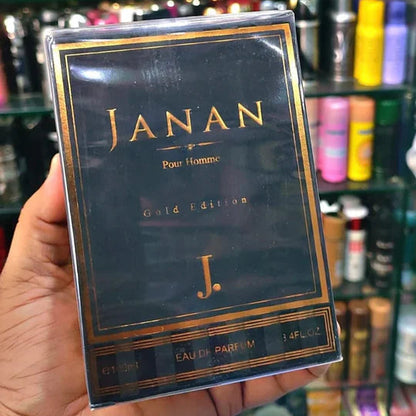 JANAN
Pour Homme
Gold Edition
J.
EAU DE PARFUM
3.4FL.OZ